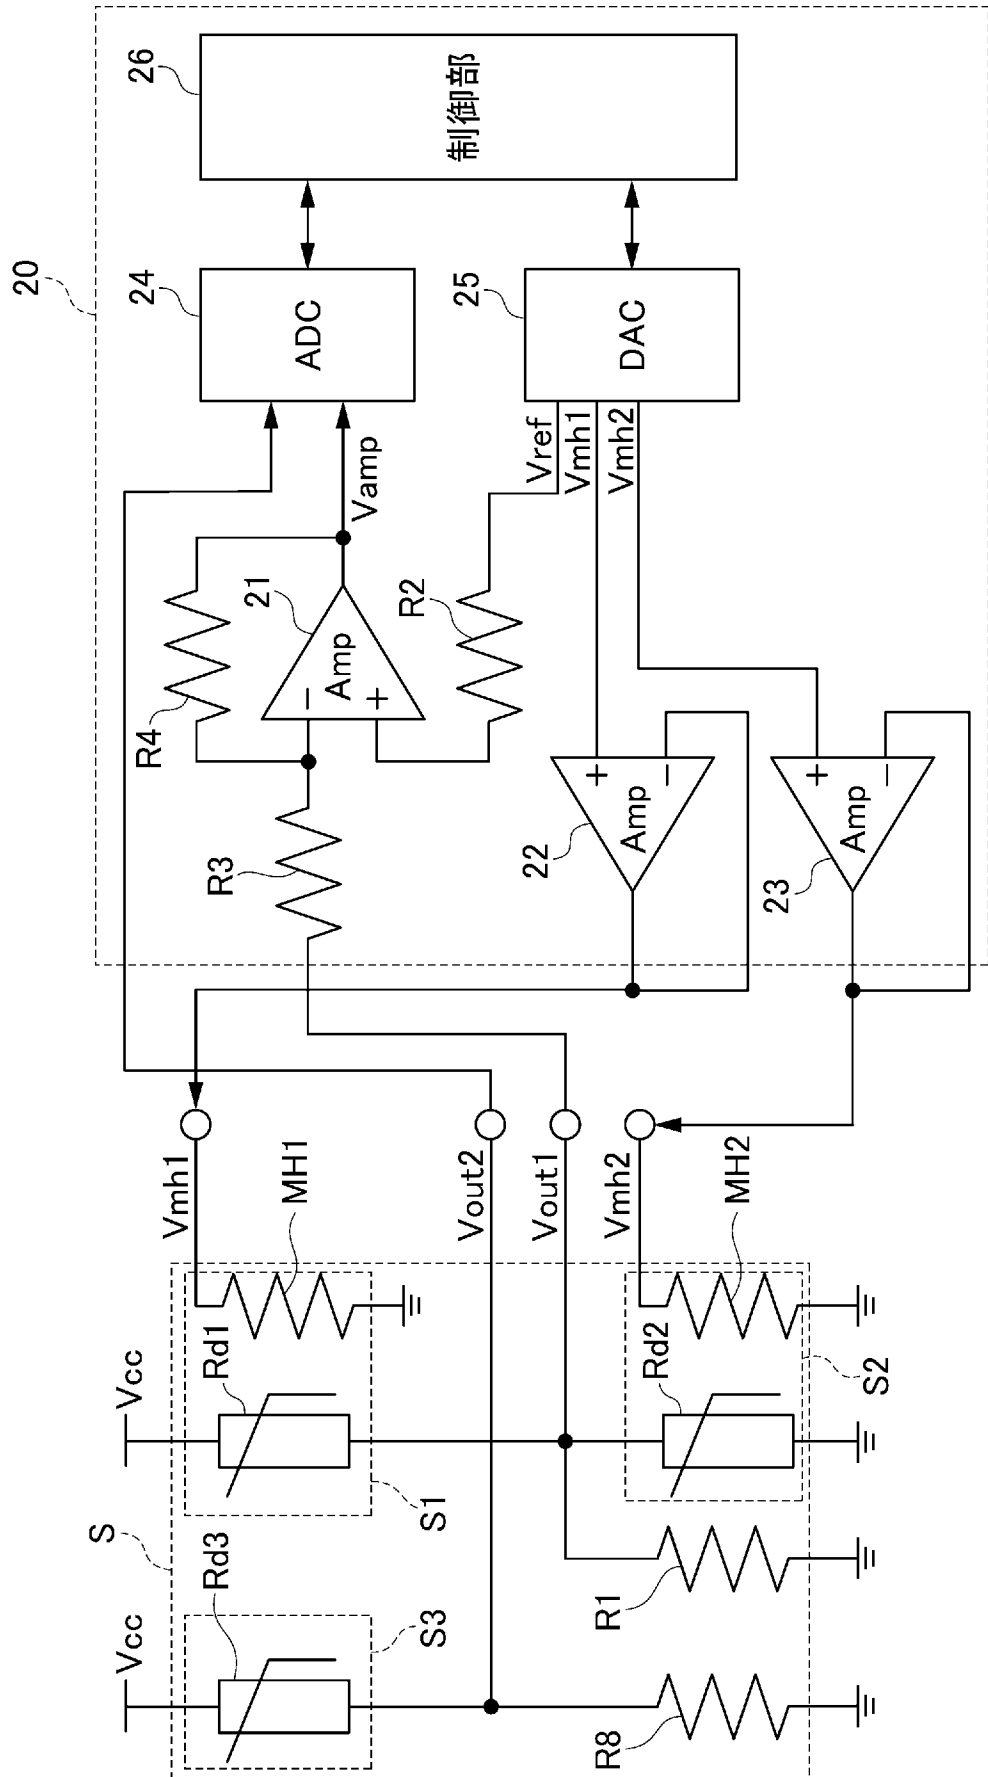 20
26
制御部
24
ADC
25
DAC
Vamp
Vref
Vmh1
Vmh2
R4
21
Amp
−
+
R2
R3
22
Amp
+
−
23
Amp
+
−
Vmh1
MH1
Vout2
Vout1
Vmh2
MH2
Vcc
Rd1
S1
Rd2
S2
S
Vcc
Rd3
S3
R1
R8